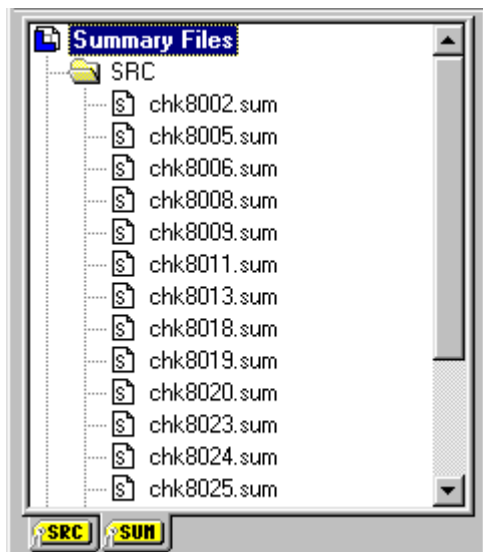 Summary Files
SRC
chk8002.sum
chk8005.sum
chk8006.sum
chk8008.sum
chk8009.sum
chk8011.sum
chk8013.sum
chk8018.sum
chk8019.sum
chk8020.sum
chk8023.sum
chk8024.sum
chk8025.sum
SRC SUM